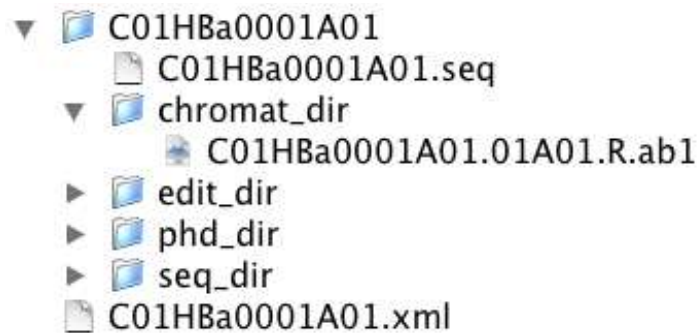 C01HBa0001A01
C01HBa0001A01.seq
chromat_dir
C01HBa0001A01.01A01.R.ab1
edit_dir
phd_dir
seq_dir
C01HBa0001A01.xml